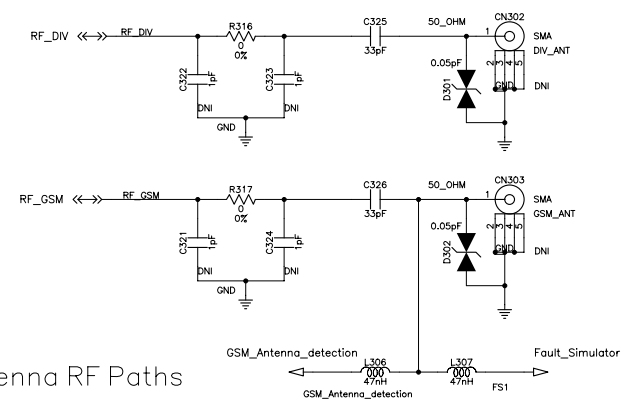 CN302
R316
C325
50_OHM
1
SMA
RF_DIV
RF_DIV
0
0%
33pF
DIV_ANT
0.05pF
C322
1pF
C323
1pF
D301
2
3
4
5
GND
DNI
DNI
DNI
GND
CN303
R317
C326
50_OHM
1
SMA
RF_GSM
RF_GSM
0
0%
33pF
GSM_ANT
0.05pF
C321
1pF
C324
1pF
D302
2
3
4
5
GND
DNI
DNI
DNI
GND
GSM_Antenna_detection
L306
L307
Fault_Simulator
enna RF Paths
47nH
47nH
FS1
GSM_Antenna_detection